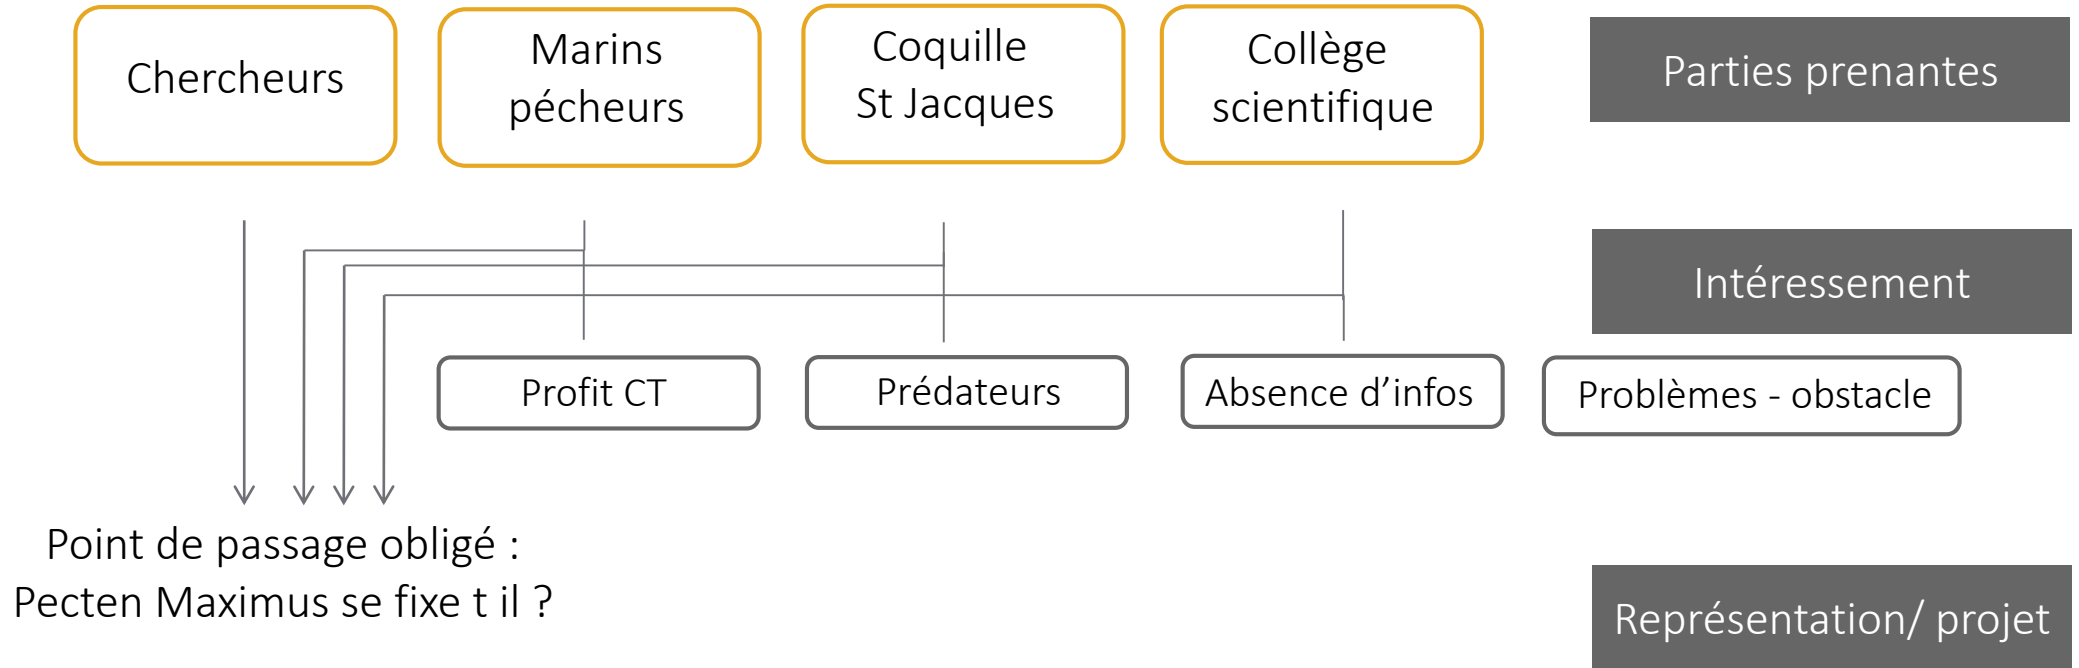 Chercheurs
Marins
pécheurs
Coquille
St Jacques
Collège
scientifique
Parties prenantes
Intéressement
Profit CT
Prédateurs
Absence d’infos
Problèmes - obstacle
Point de passage obligé :
Pecten Maximus se fixe t il ?
Représentation/ projet